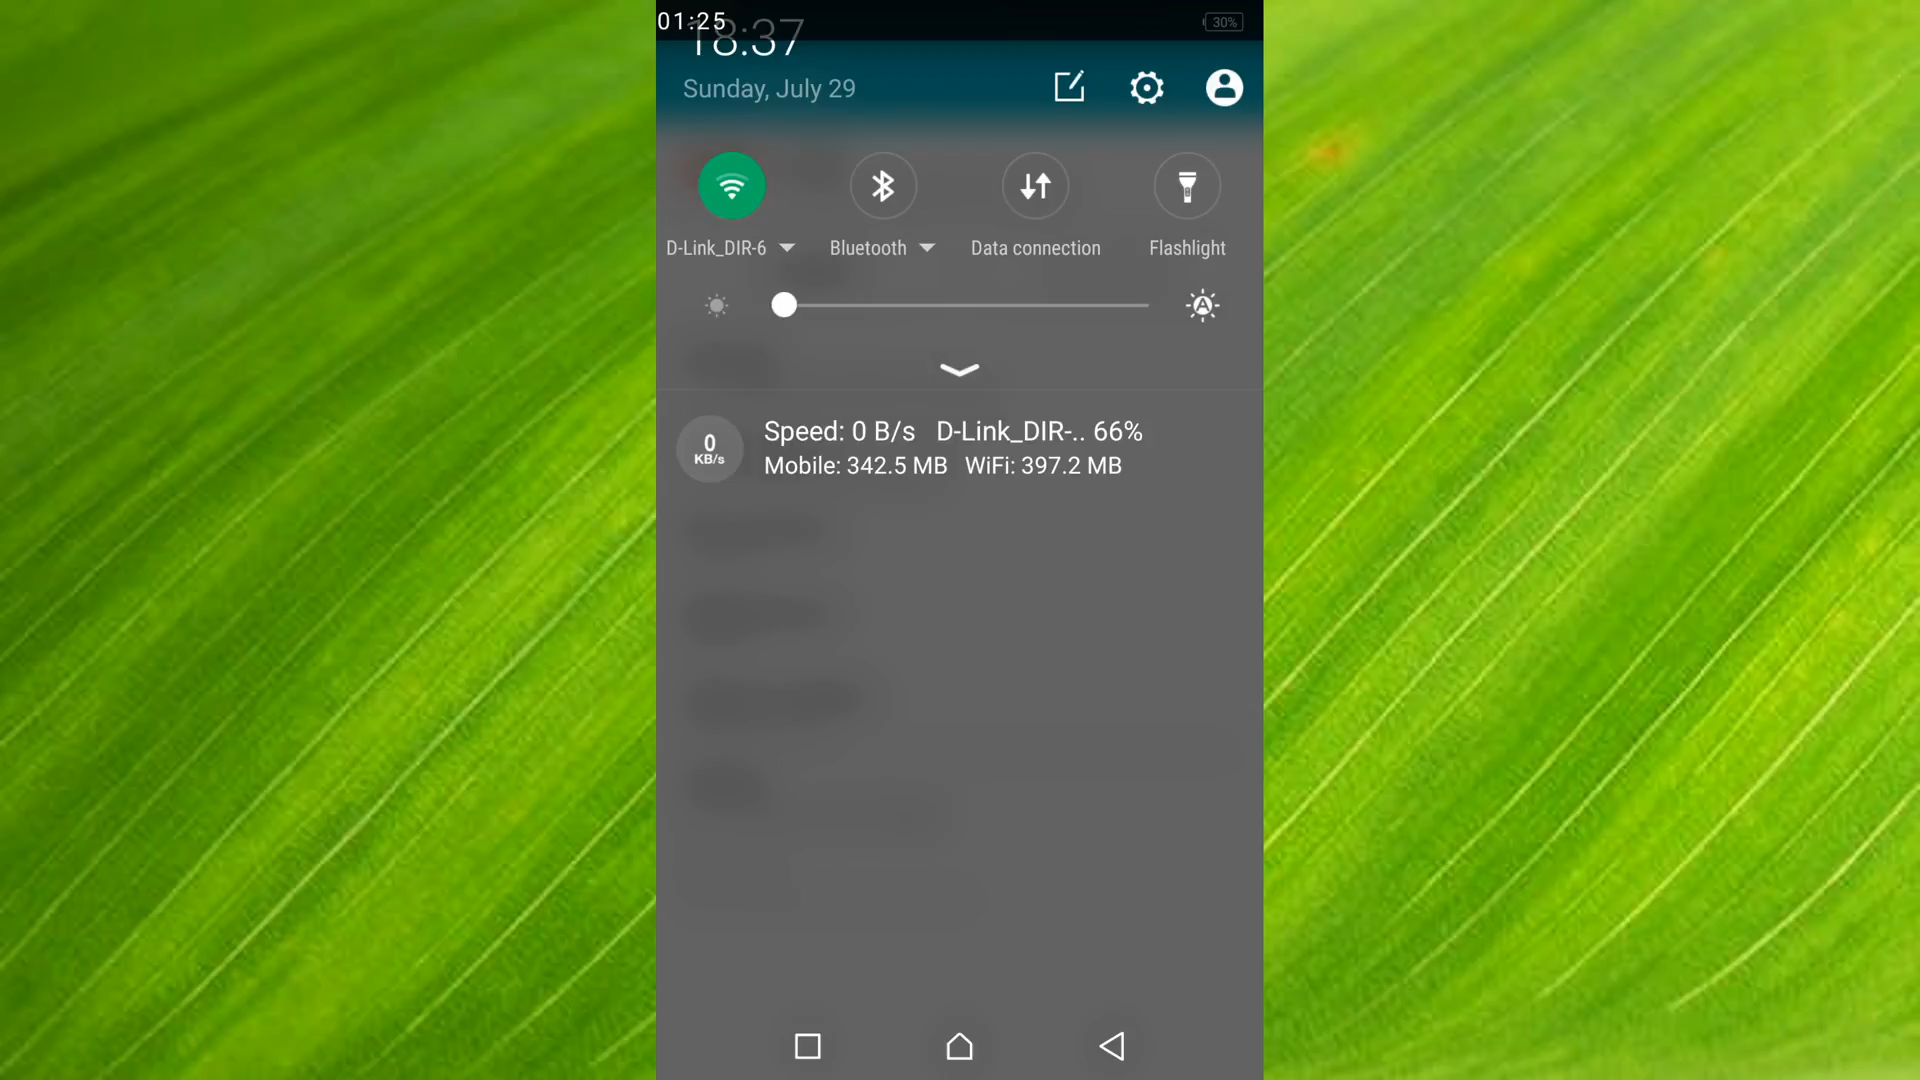 01:25
30%
18:37
Sunday, July 29
D-Link_DIR-6
Bluetooth
Data connection
Flashlight
A
0
KB/s
Speed: 0 B/s D-Link_DIR-.. 66%
Mobile: 342.5 MB WiFi: 397.2 MB